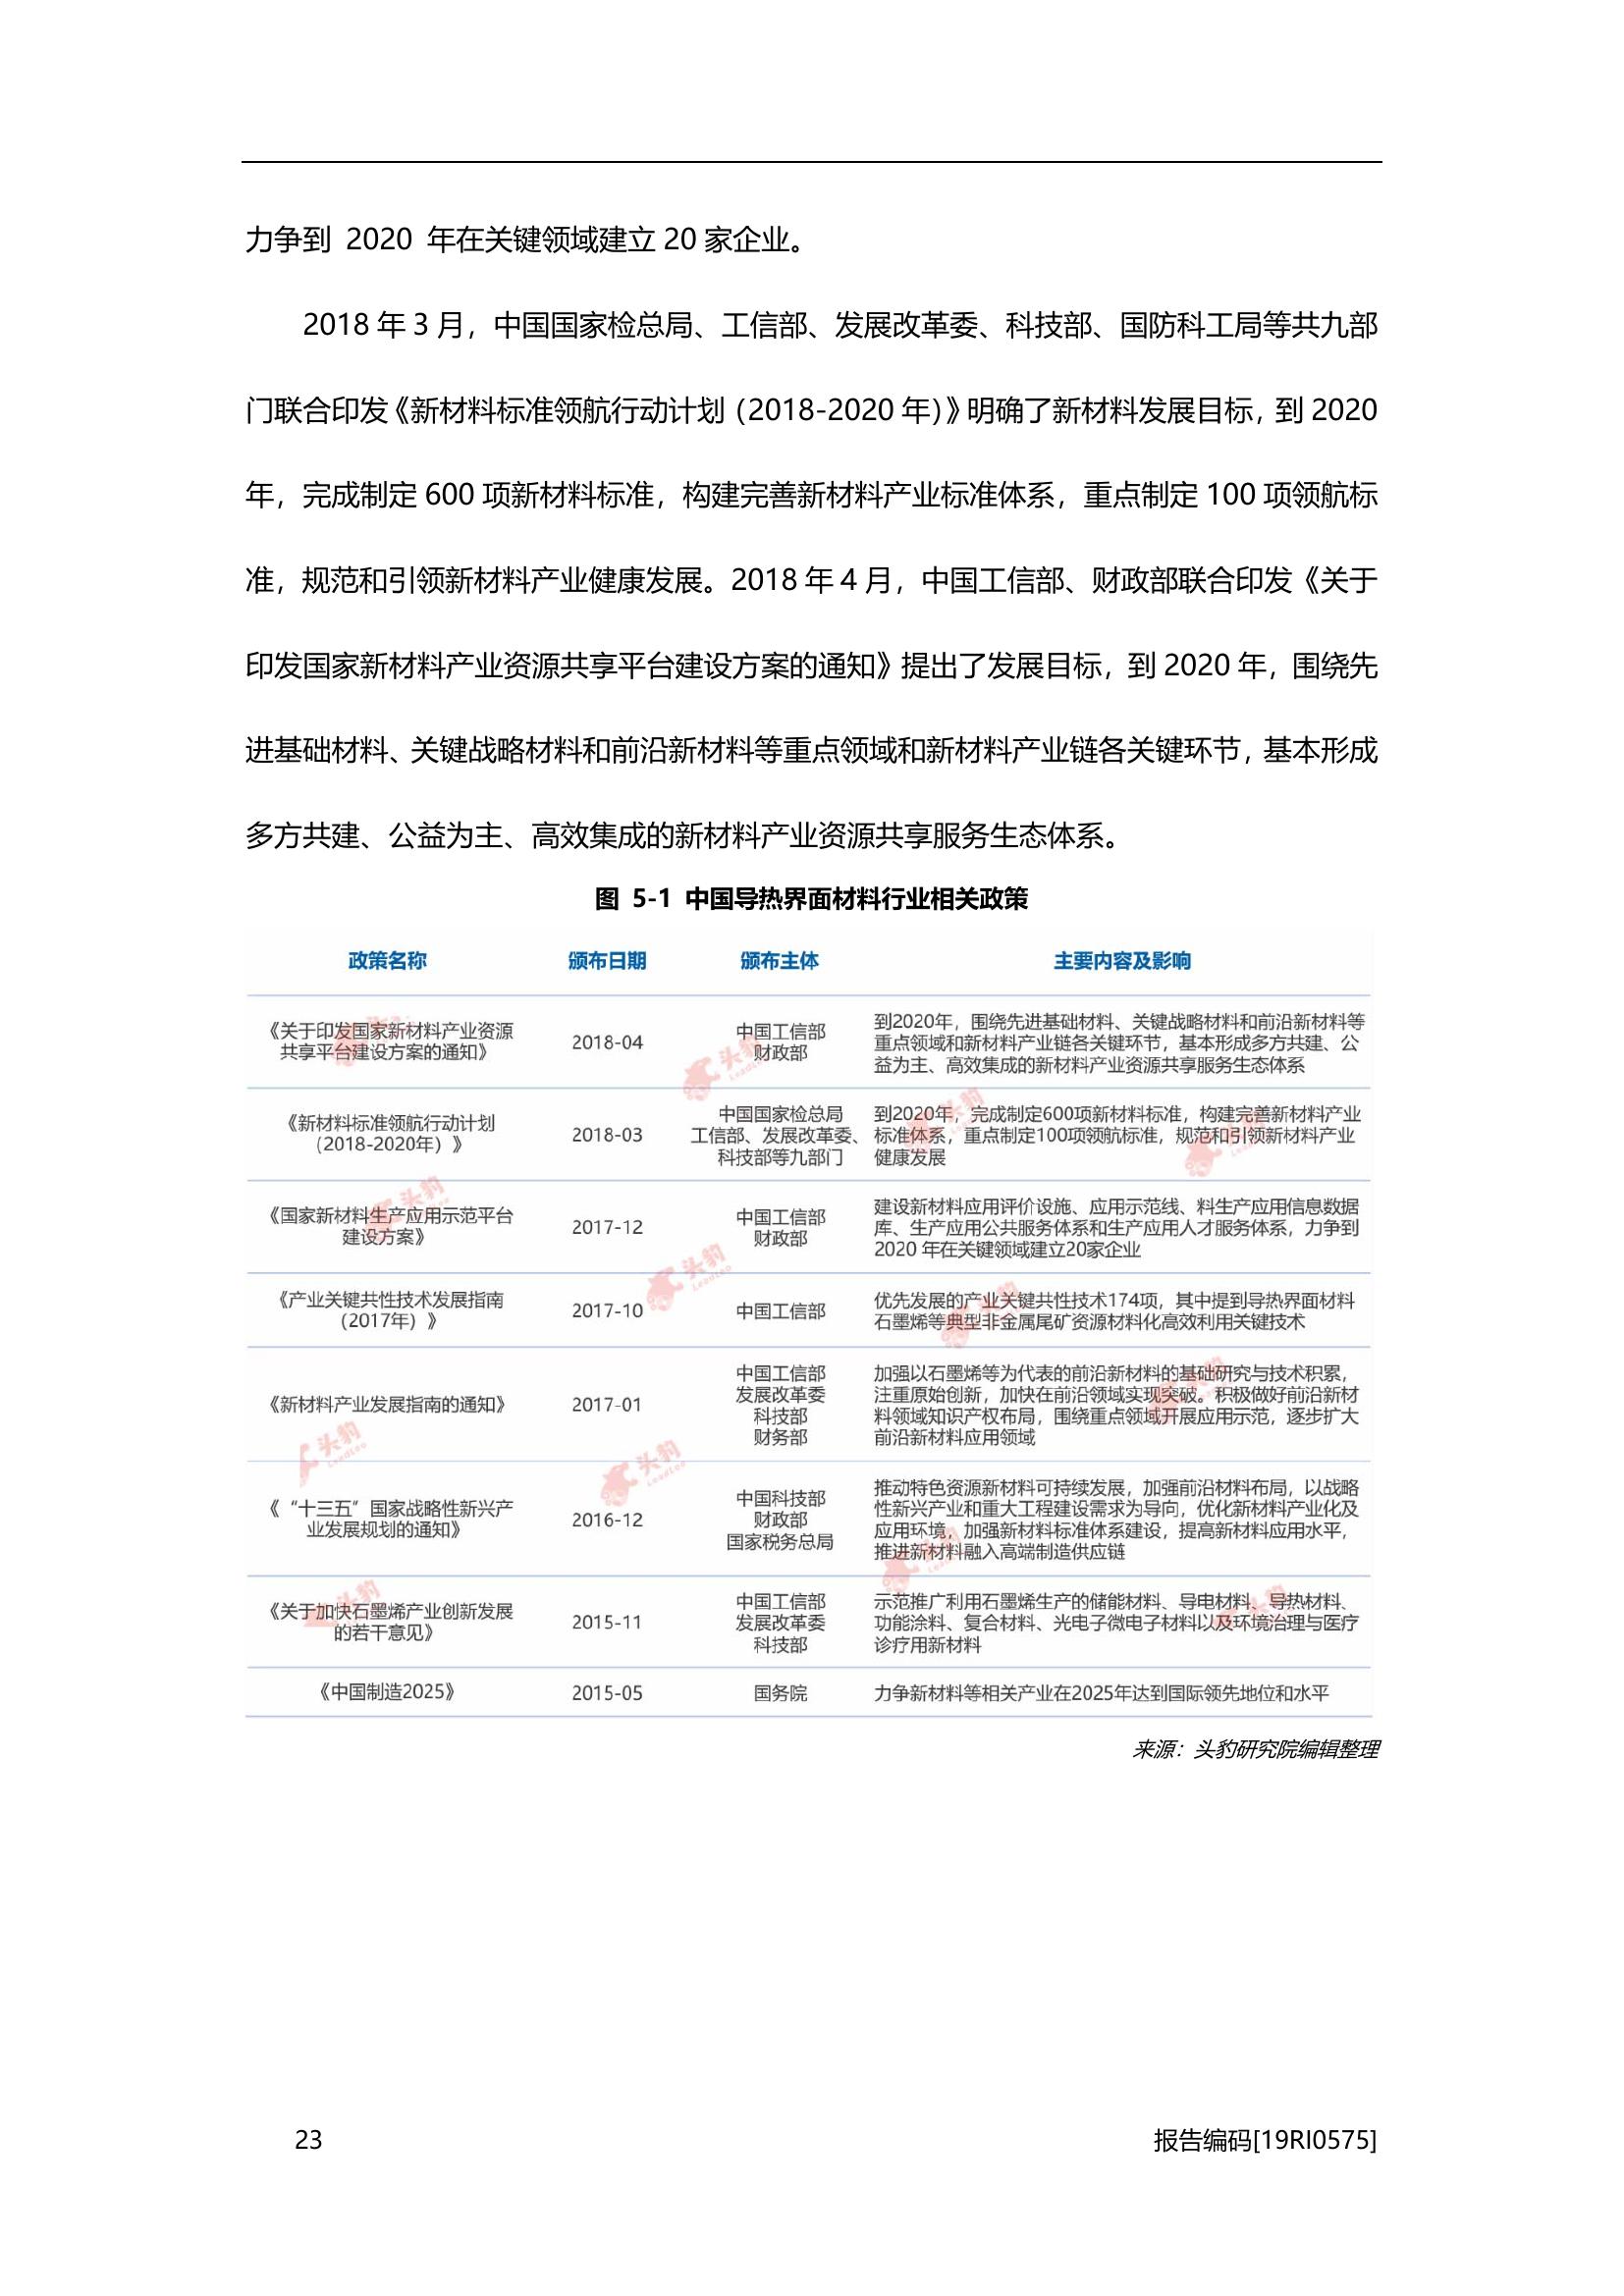 力争到 2020 年在关键领域建立 20 家企业。
2018 年 3 月，中国国家检总局、工信部、发展改革委、科技部、国防科工局等共九部
门联合印发《新材料标准领航行动计划（2018-2020 年）》明确了新材料发展目标，到 2020
年，完成制定 600 项新材料标准，构建完善新材料产业标准体系，重点制定 100 项领航标
准，规范和引领新材料产业健康发展。2018 年 4 月，中国工信部、财政部联合印发《关于
印发国家新材料产业资源共享平台建设方案的通知》提出了发展目标，到 2020 年，围绕先
进基础材料、关键战略材料和前沿新材料等重点领域和新材料产业链各关键环节，基本形成
多方共建、公益为主、高效集成的新材料产业资源共享服务生态体系。
图 5-1 中国导热界面材料行业相关政策
政策名称 颁布日期 颁布主体 主要内容及影响
《关于印发国家新材料产业资源
共享平台建设方案的通知》
2018-04
中国工信部
财政部
到2020年，围绕先进基础材料、关键战略材料和前沿新材料等
重点领域和新材料产业链各关键环节，基本形成多方共建、公
益为主、高效集成的新材料产业资源共享服务生态体系
《新材料标准领航行动计划
（2018-2020年）》
2018-03
中国国家检总局
工信部、发展改革委、
科技部等九部门
到2020年，完成制定600项新材料标准，构建完善新材料产业
标准体系，重点制定100项领航标准，规范和引领新材料产业
健康发展
《国家新材料生产应用示范平台
建设方案》
2017-12
中国工信部
财政部
建设新材料应用评价设施、应用示范线、料生产应用信息数据
库、生产应用公共服务体系和生产应用人才服务体系，力争到
2020 年在关键领域建立20家企业
《产业关键共性技术发展指南
（2017年）》
2017-10
中国工信部
优先发展的产业关键共性技术174项，其中提到导热界面材料
石墨烯等典型非金属尾矿资源材料化高效利用关键技术
《新材料产业发展指南的通知》
2017-01
中国工信部
发展改革委
科技部
财务部
加强以石墨烯等为代表的前沿新材料的基础研究与技术积累，
注重原始创新，加快在前沿领域实现突破。积极做好前沿新材
料领域知识产权布局，围绕重点领域开展应用示范，逐步扩大
前沿新材料应用领域
《“十三五”国家战略性新兴产
业发展规划的通知》
2016-12
中国科技部
财政部
国家税务总局
推动特色资源新材料可持续发展，加强前沿材料布局，以战略
性新兴产业和重大工程建设需求为导向，优化新材料产业化及
应用环境，加强新材料标准体系建设，提高新材料应用水平，
推进新材料融入高端制造供应链
《关于加快石墨烯产业创新发展
的若干意见》
2015-11
中国工信部
发展改革委
科技部
示范推广利用石墨烯生产的储能材料、导电材料、导热材料、
功能涂料、复合材料、光电子微电子材料以及环境治理与医疗
诊疗用新材料
《中国制造2025》
2015-05
国务院
力争新材料等相关产业在2025年达到国际领先地位和水平
来源：头豹研究院编辑整理
23
报告编码[19RI0575]